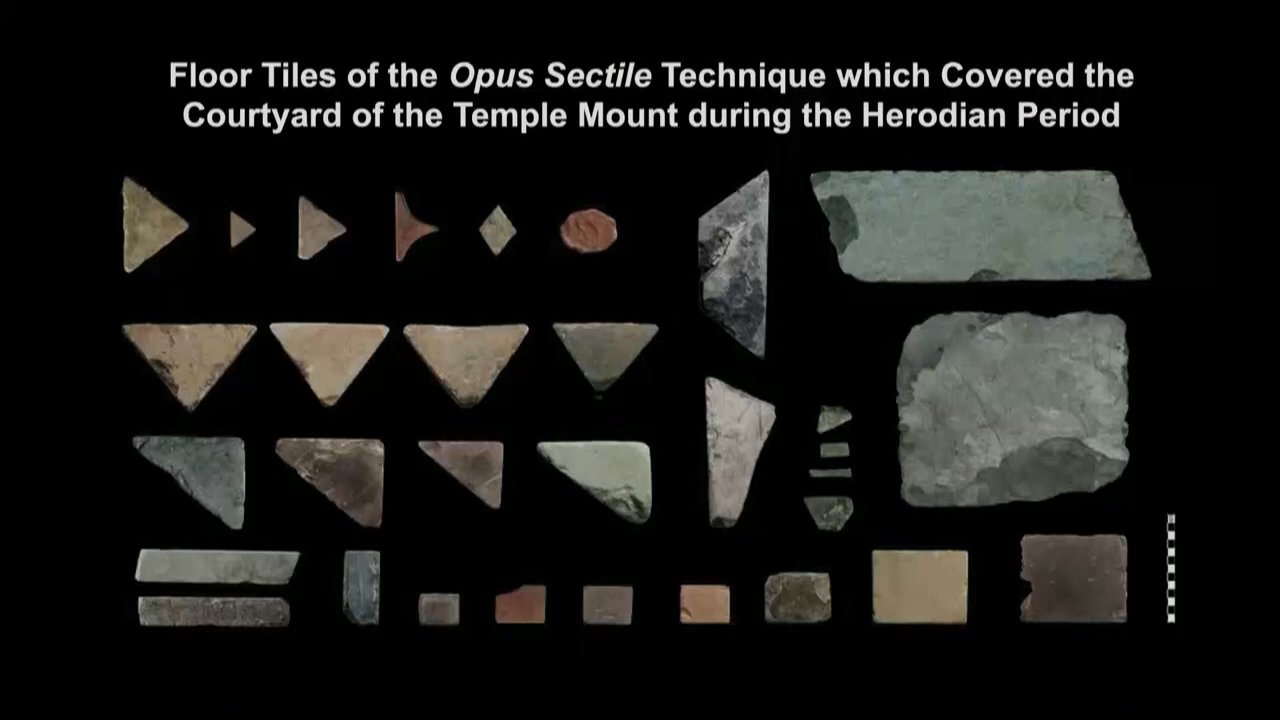 Floor Tiles of the Opus Sectile Technique which Covered the
Courtyard of the Temple Mount during the Herodian Period